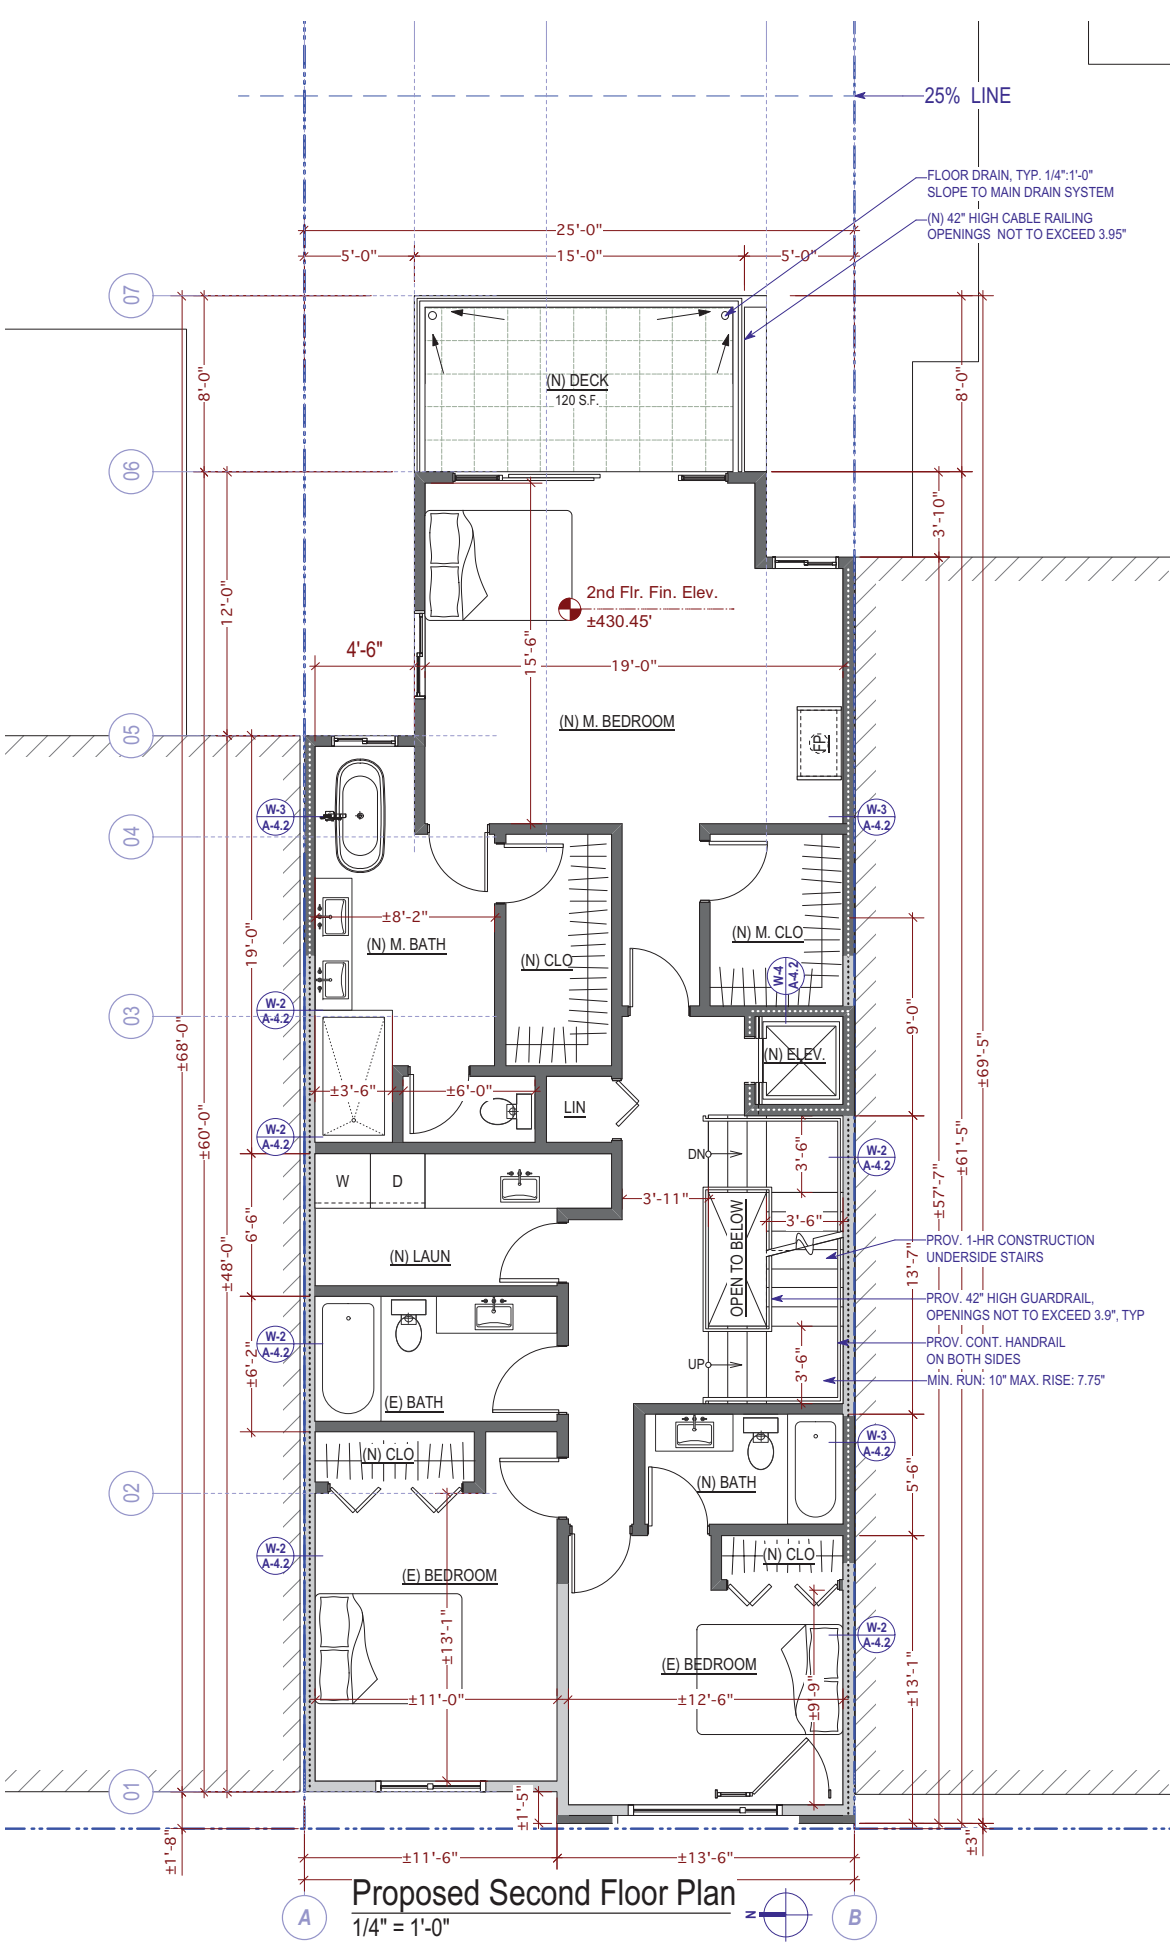 25% LINE
FLOOR DRAIN, TYP. 1/4":1'-0"
SLOPE TO MAIN DRAIN SYSTEM
(N) 42" HIGH CABLE RAILING
OPENINGS NOT TO EXCEED 3.95"
25'-0"
5'-0"
15'-0"
5'-0"
07
8'-0"
8'-0"
(N) DECK
120 S.F.
06
3'-10"
12'-0"
2nd Flr. Fin. Elev.
±430.45'
15'-6"
4'-6"
19'-0"
(N) M. BEDROOM
05
FP.
W-3
A-4.2
W-3
A-4.2
04
±8'-2"
(N) M. BATH
(N) CLO
(N) M. CLO
19'-0"
W-4
A-4.2
W-2
A-4.2
03
9'-0"
±68'-0"
±69'-5"
(N) ELEV.
±3'-6"
±6'-0"
LIN
±60'-0"
W-2
A-4.2
DN
3'-6"
W-2
A-4.2
±61'-5"
W
D
3'-11"
±57'-7"
6'-6"
OPEN TO BELOW
3'-6"
PROV. 1-HR CONSTRUCTION
UNDERSIDE STAIRS
(N) LAUN
±48'-0"
13'-7"
PROV. 42" HIGH GUARDRAIL,
OPENINGS NOT TO EXCEED 3.9", TYP
W-2
A-4.2
PROV. CONT. HANDRAIL
ON BOTH SIDES
UP
3'-6"
±6'-2"
MIN. RUN: 10" MAX. RISE: 7.75"
(E) BATH
W-3
A-4.2
(N) CLO
(N) BATH
5'-6"
02
W-2
A-4.2
(N) CLO
(E) BEDROOM
±13'-1"
W-2
A-4.2
(E) BEDROOM
±13'-1"
±9'-9"
±11'-0"
±12'-6"
01
±1'-5"
±1'-8"
±3"
±11'-6"
±13'-6"
Proposed Second Floor Plan
1/4" = 1'-0"
N
A
B